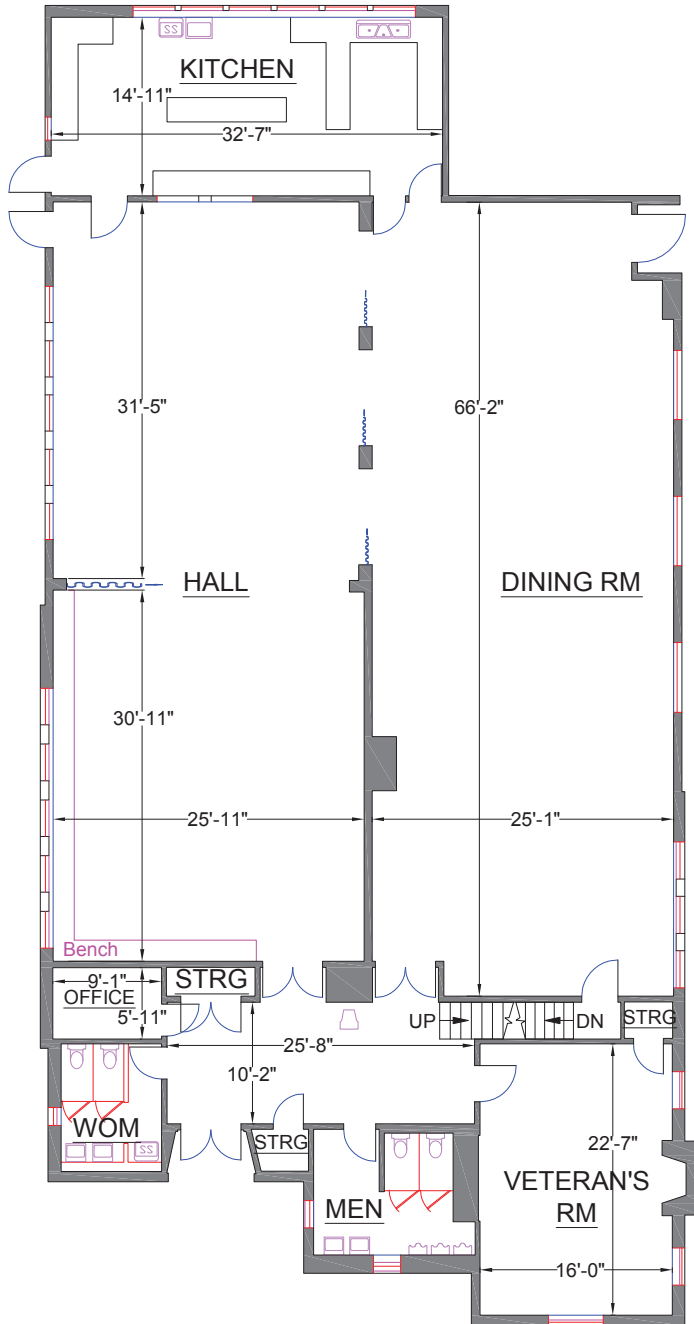 SS
KITCHEN
14'-11"
32'-7"
31'-5"
66'-2"
HALL
DINING RM
30'-11"
25'-11"
25'-1"
Bench
9'-1"
OFFICE
5'-11"
STRG
UP
DN
STRG
25'-8"
10'-2"
WOM
SS
STRG
22'-7"
VETERAN'S
RM
MEN
16'-0"